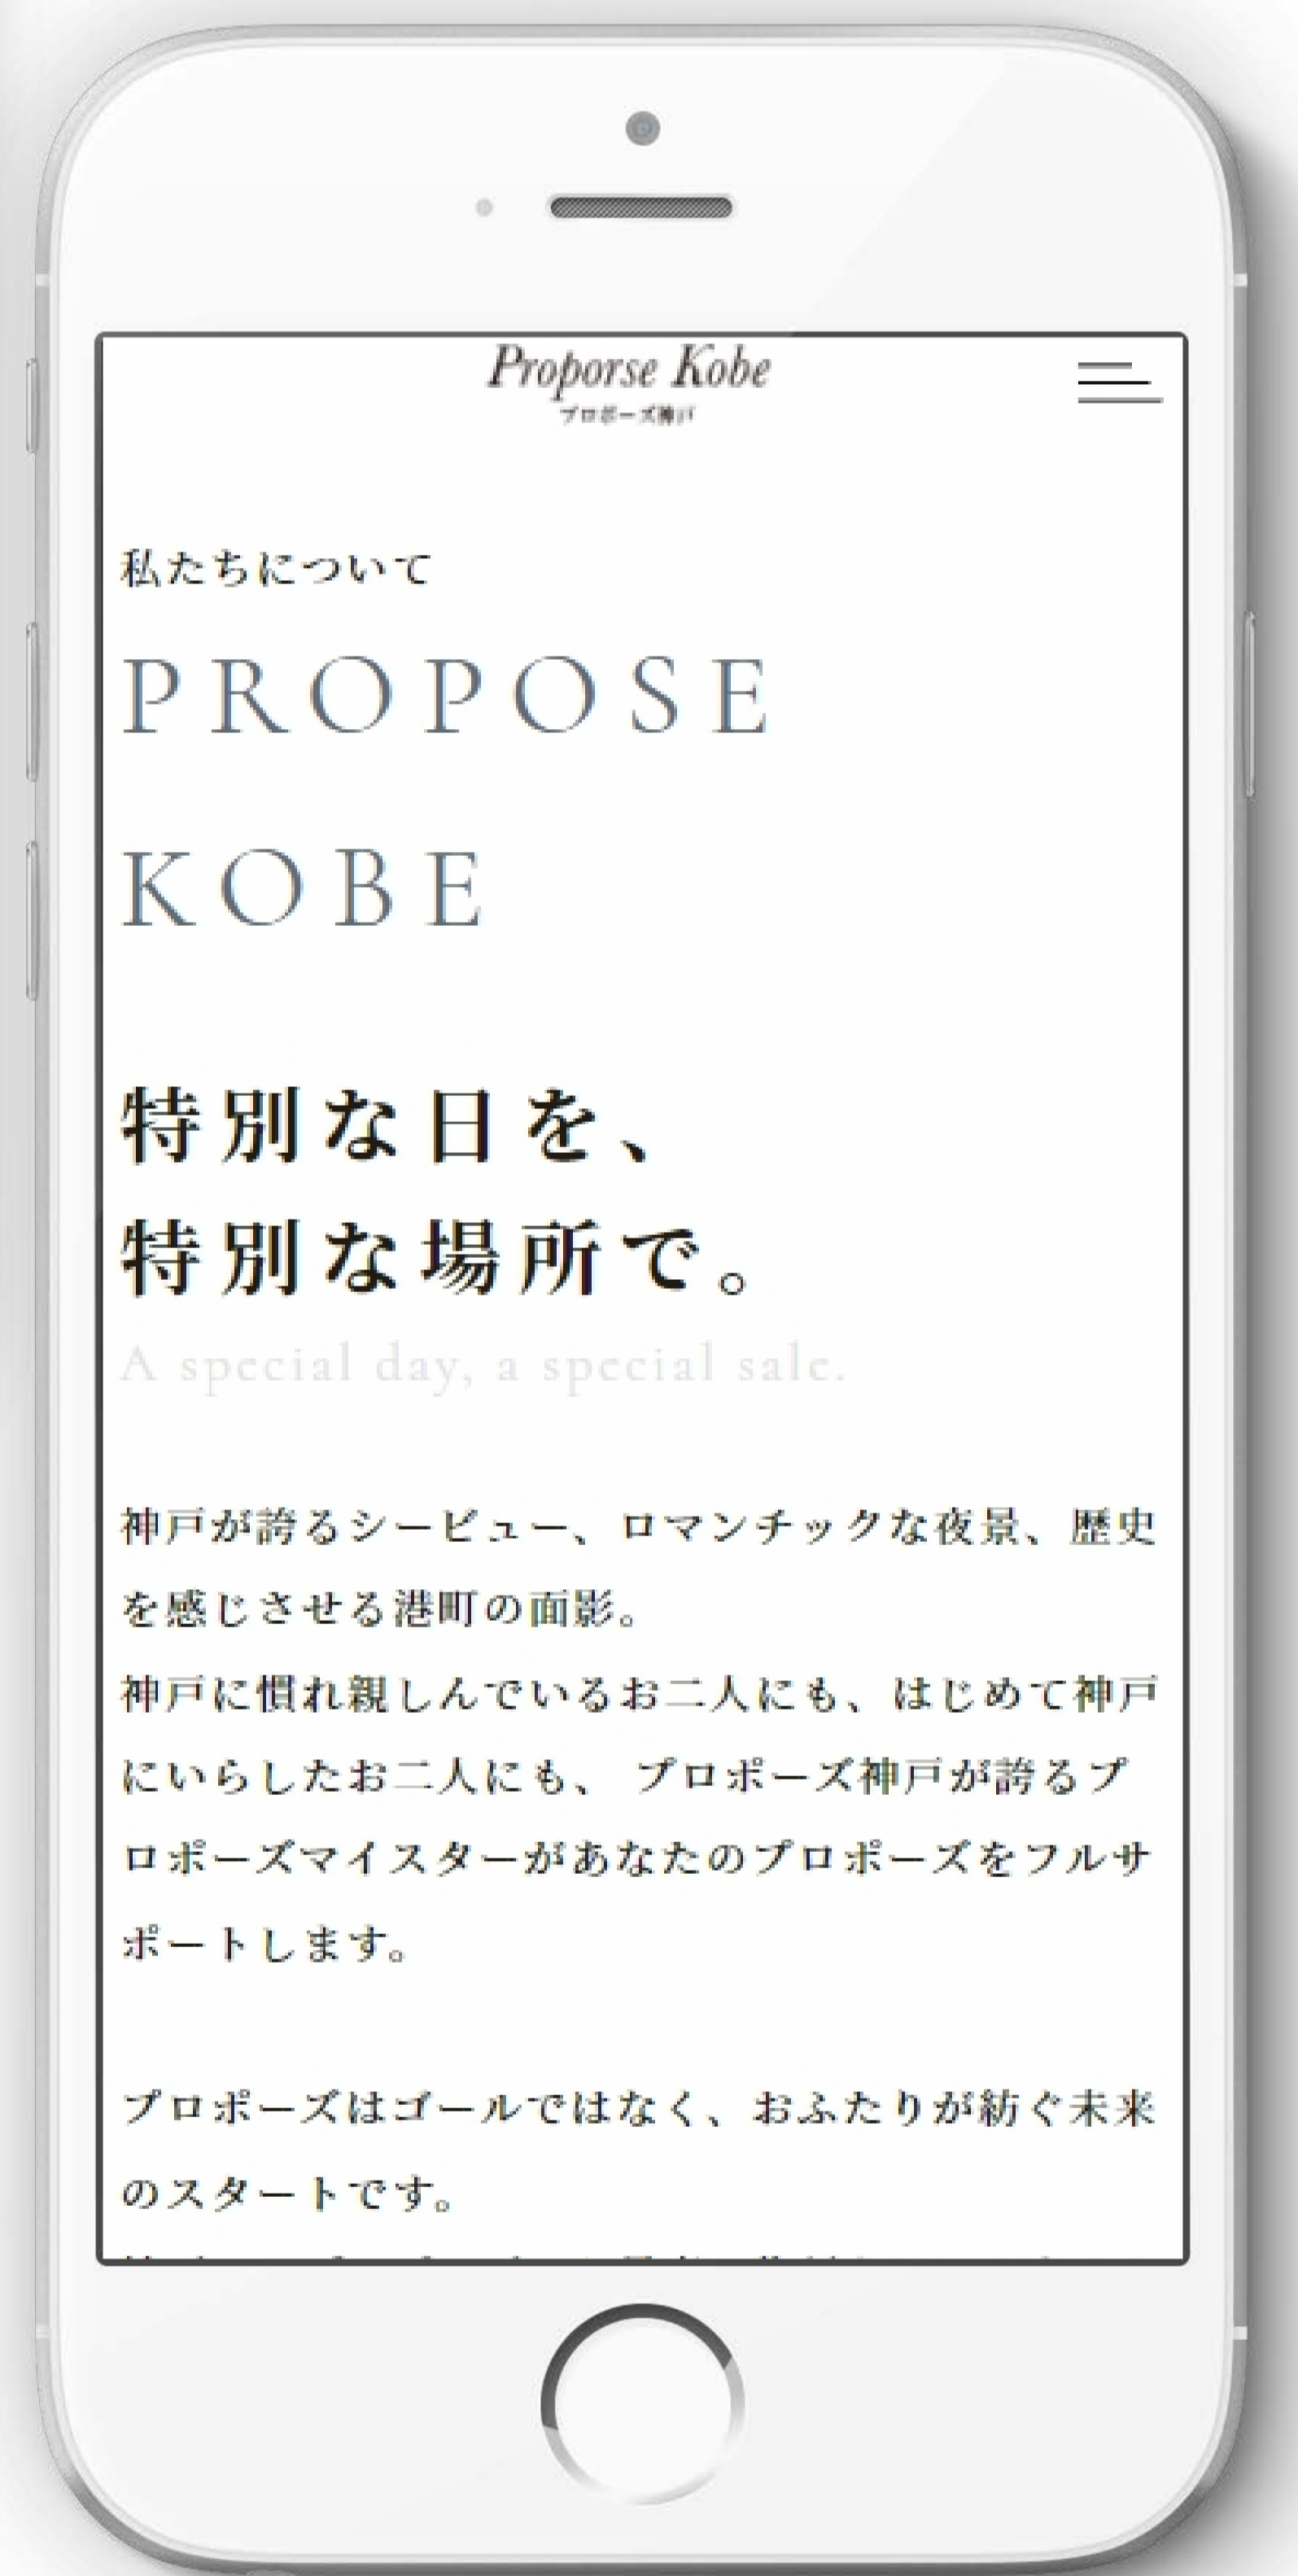 Proporse Kobe
プロポーズ神戸
私たちについて
PROPOSE
KOBE
特別な日を、
特別な場所で。
A special day, a special sale.
神戸が誇るシービュー、ロマンチックな夜景、歴史
を感じさせる港町の面影。
神戸に慣れ親しんでいるお二人にも、はじめて神戸
にいらしたお二人にも、 プロポーズ神戸が誇るプ
ロポーズマイスターがあなたのプロポーズをフルサ
ポートします。
プロポーズはゴールではなく、おふたりが紡ぐ未来
のスタートです。